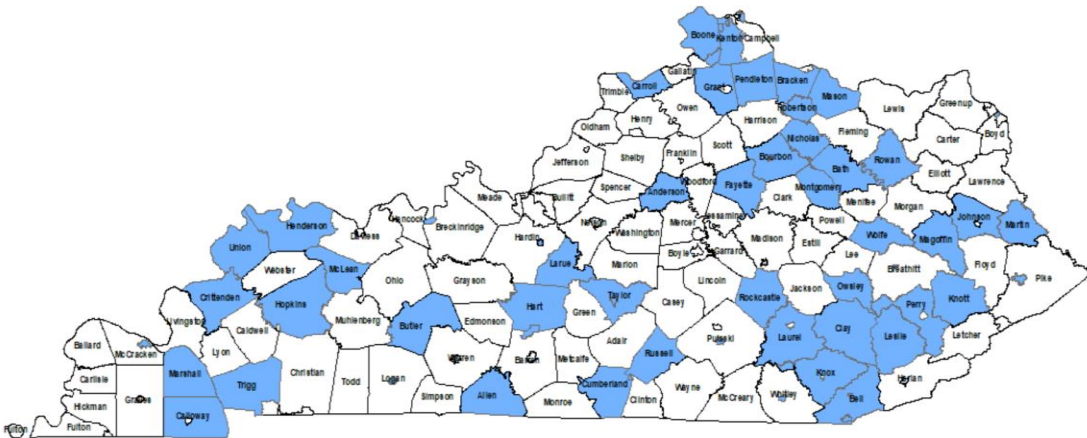 Boone
Kenton
Campbell
Gallatin
Carroll
Grant
Pendleton
Bracken
Mason
Trimble
Owen
Robertson
Lewis
Greenup
Henry
Harrison
Oldham
Nicholas
Fleming
Carter
Boyd
Scott
Jefferson
Shelby
Franklin
Bourbon
Rowan
Bath
Elliott
Lawrence
Spencer
Anderson
Woodford
Fayette
Montgomery
Clark
Menifee
Morgan
Bullitt
Meade
Hancock
Breckinridge
Nelson
Mercer
Jessamine
Powell
Johnson
Martin
Henderson
Daviess
Hardin
Washington
Madison
Estill
Wolfe
Magoffin
Union
Boyle
Garrard
Lee
Floyd
Webster
McLean
Larue
Marion
Breathitt
Pike
Ohio
Grayson
Lincoln
Jackson
Owsley
Crittenden
Hopkins
Hart
Taylor
Casey
Rockcastle
Perry
Knott
Livingston
Muhlenberg
Butler
Edmonson
Green
Caldwell
Clay
Leslie
Ballard
McCracken
Lyon
Adair
Pulaski
Laurel
Letcher
Warren
Barren
Metcalfe
Russell
Marshall
Christian
Carlisle
Trigg
Todd
Logan
Knox
Harlan
Graves
Simpson
Allen
Monroe
Cumberland
Clinton
Wayne
McCreary
Whitley
Hickman
Bell
Calloway
Fulton
Fulton